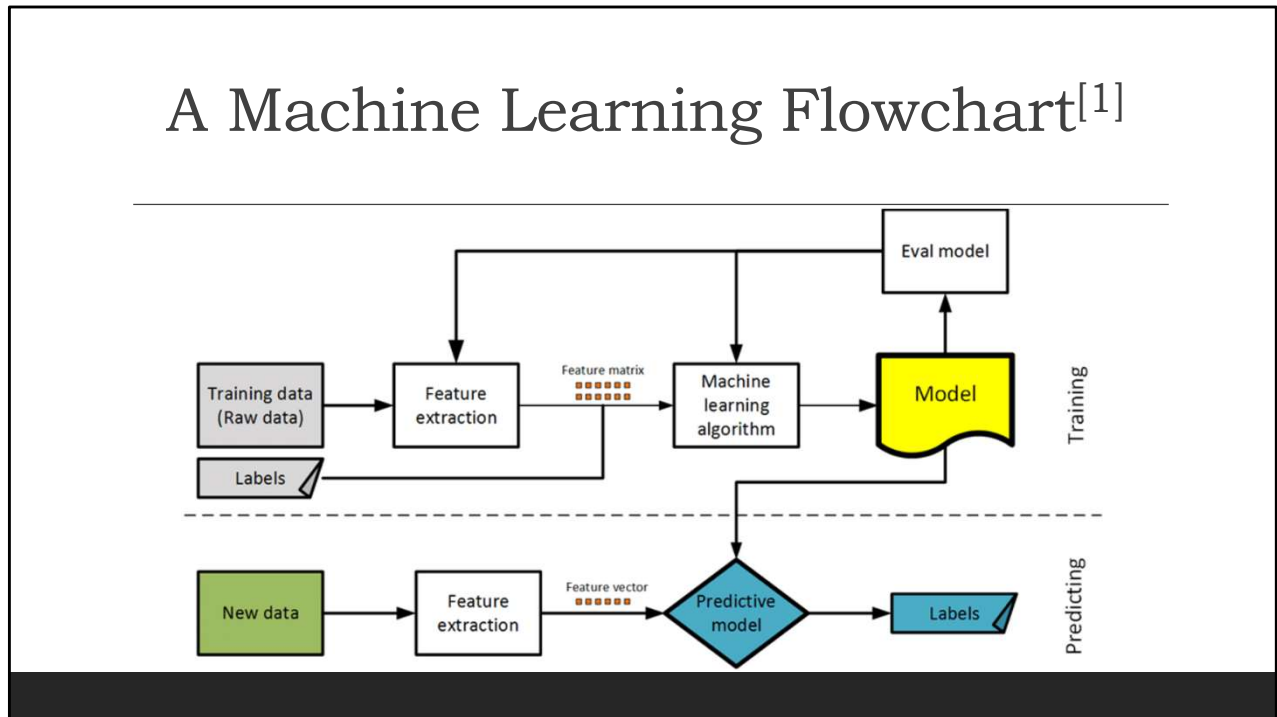 A Machine Learning Flowchart[1]
Eval model
Training data
(Raw data)
Feature
extraction
Feature matrix
Machine
learning
algorithm
Model
Training
Labels
New data
Feature
extraction
Feature vector
Predictive
model
Labels
Predicting